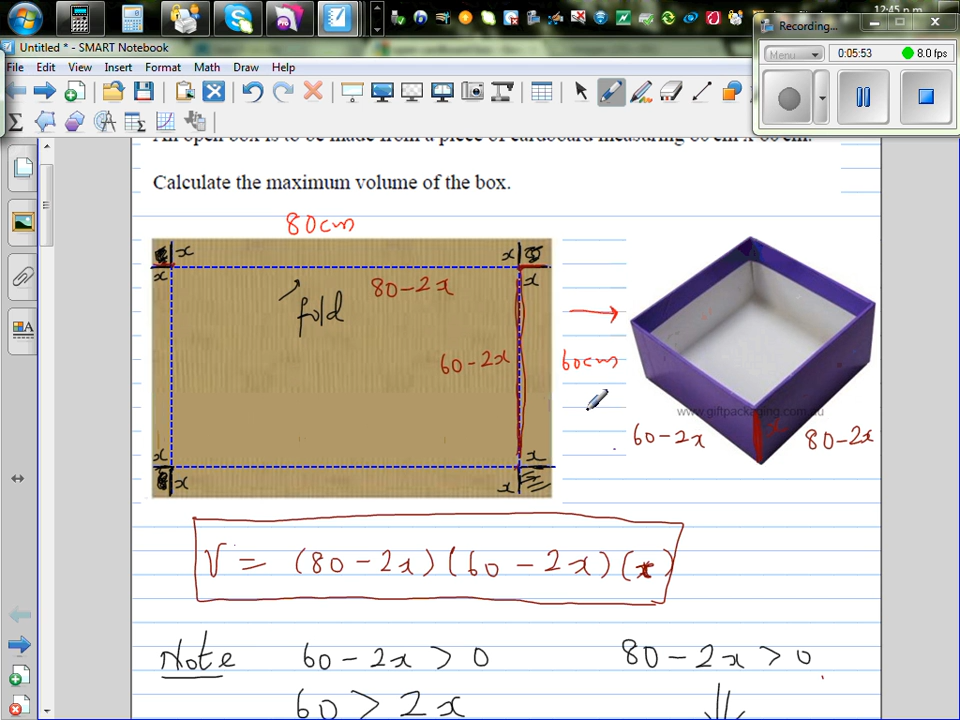 12:45 p.m.
Untitled * - SMART Notebook
Recording...
File Edit View Insert Format Math Draw Help
Menu 0:05:53 8.0 fps
Calculate the maximum volume of the box.
80cm
x x
x 80-2x x
fold
60-2x 60cm
www.giftpackaging.com.au
x
60-2x 80-2x
x x
x x
V = (80-2x)(60-2x)(x)
Note 60-2x > 0 80-2x > 0
60 > 2x